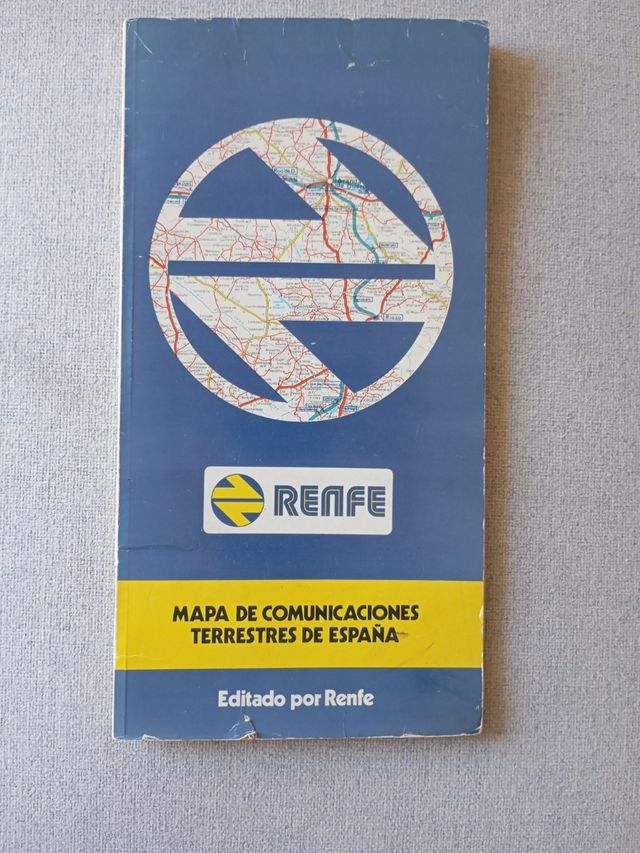 RENFE
MAPA DE COMUNICACIONES
TERRESTRES DE ESPAÑA
Editado por Renfe